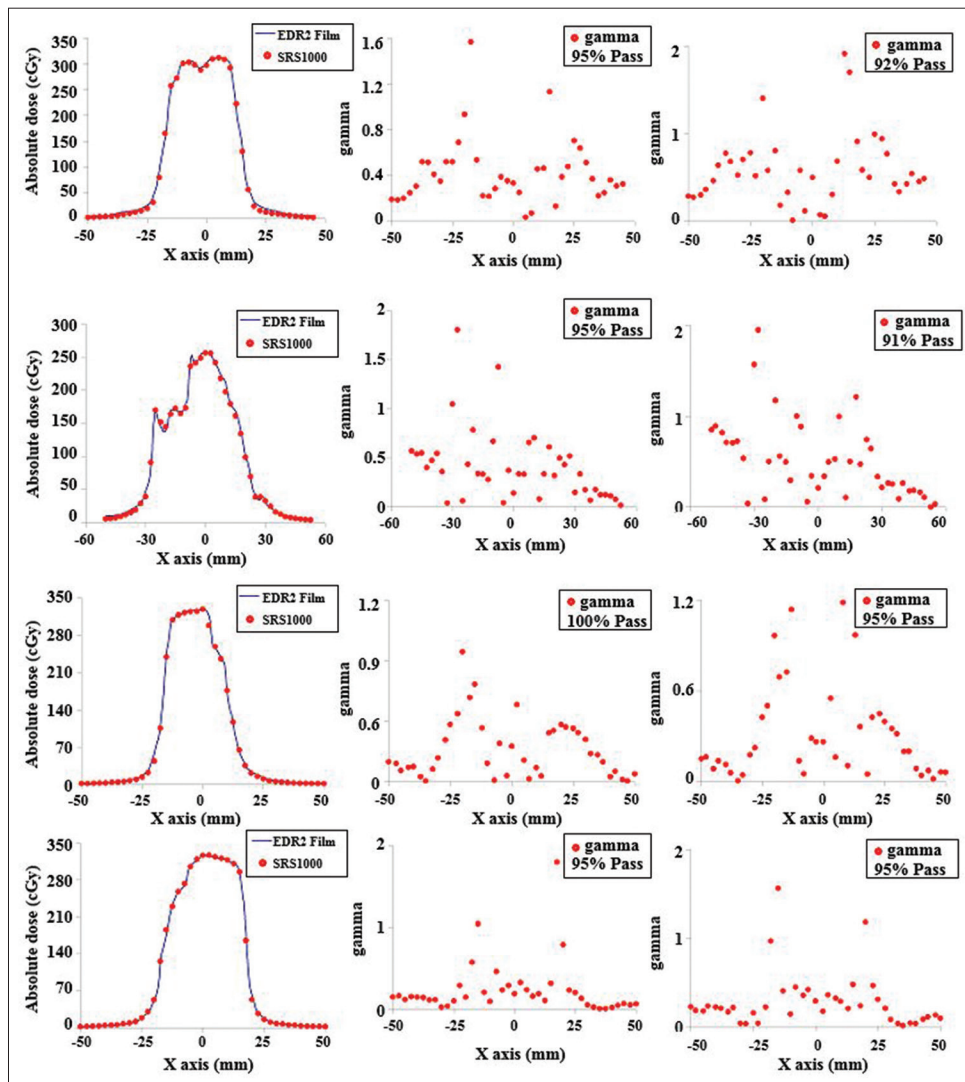 350
300
250
200
150
100
50
0
-50
-25
0
25
50
Absolute dose (cGy)
X axis (mm)
EDR2 Film
SRS1000
1.6
1.2
0.8
0.4
0
-50
-25
0
25
50
gamma
X axis (mm)
gamma
95% Pass
2
1
0
-50
-25
0
25
50
gamma
X axis (mm)
gamma
92% Pass
300
250
200
150
100
50
0
-60
-30
0
30
60
Absolute dose (cGy)
X axis (mm)
EDR2 Film
SRS1000
2
1.5
1
0.5
0
-60
-30
0
30
60
gamma
X axis (mm)
gamma
95% Pass
2
1
0
-60
-30
0
30
60
gamma
X axis (mm)
gamma
91% Pass
350
280
210
140
70
0
-50
-25
0
25
50
Absolute dose (cGy)
X axis (mm)
EDR2 Film
SRS1000
1.2
0.9
0.6
0.3
0
-50
-25
0
25
50
gamma
X axis (mm)
gamma
100% Pass
1.2
0.6
0
-50
-25
0
25
50
gamma
X axis (mm)
gamma
95% Pass
350
280
210
140
70
0
-50
-25
0
25
50
Absolute dose (cGy)
X axis (mm)
EDR2 Film
SRS1000
2
1
0
-50
-25
0
25
50
gamma
X axis (mm)
gamma
95% Pass
2
1
0
-50
-25
0
25
50
gamma
X axis (mm)
gamma
95% Pass